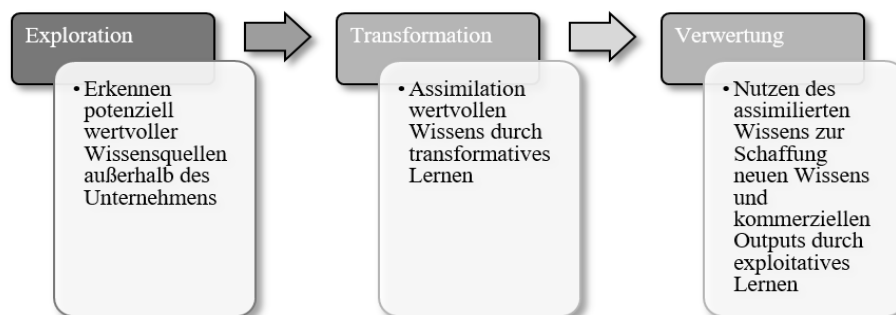 Exploration
• Erkennen
potenziell
wertvoller
Wissensquellen
außerhalb des
Unternehmens
Transformation
• Assimilation
wertvollen
Wissens durch
transformatives
Lernen
Verwertung
• Nutzen des
assimilierten
Wissens zur
Schaffung
neuen Wissens
und
kommerziellen
Outputs durch
exploitatives
Lernen